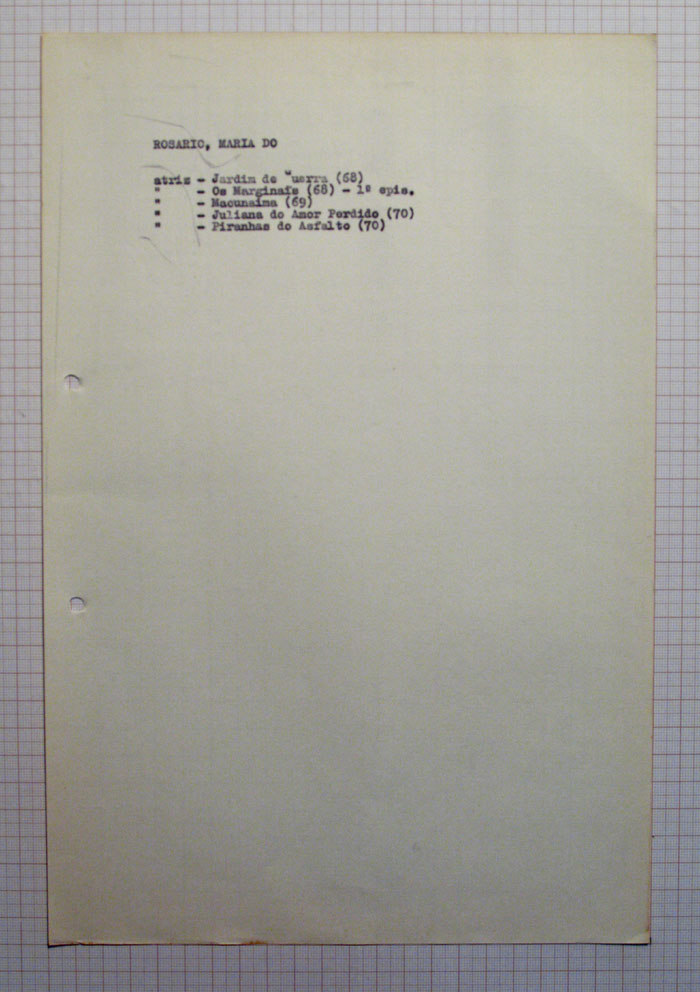 ROSARIO, MARIA DO
atriz - Jardim de Guerra (68)
" - Os Marginais (68) - 1º epis.
" - Macunaima (69)
" - Juliana do Amor Perdido (70)
" - Piranhas do Asfalto (70)